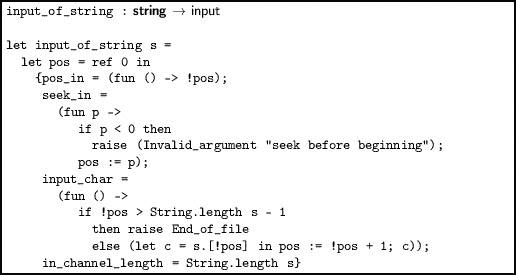 input_of_string : string → input
let input_of_string s =
  let pos = ref 0 in
    {pos_in = (fun () -> !pos);
     seek_in =
       (fun p ->
          if p < 0 then
            raise (Invalid_argument "seek before beginning");
          pos := p);
     input_char =
       (fun () ->
          if !pos > String.length s - 1
            then raise End_of_file
            else (let c = s.[!pos] in pos := !pos + 1; c));
     in_channel_length = String.length s}